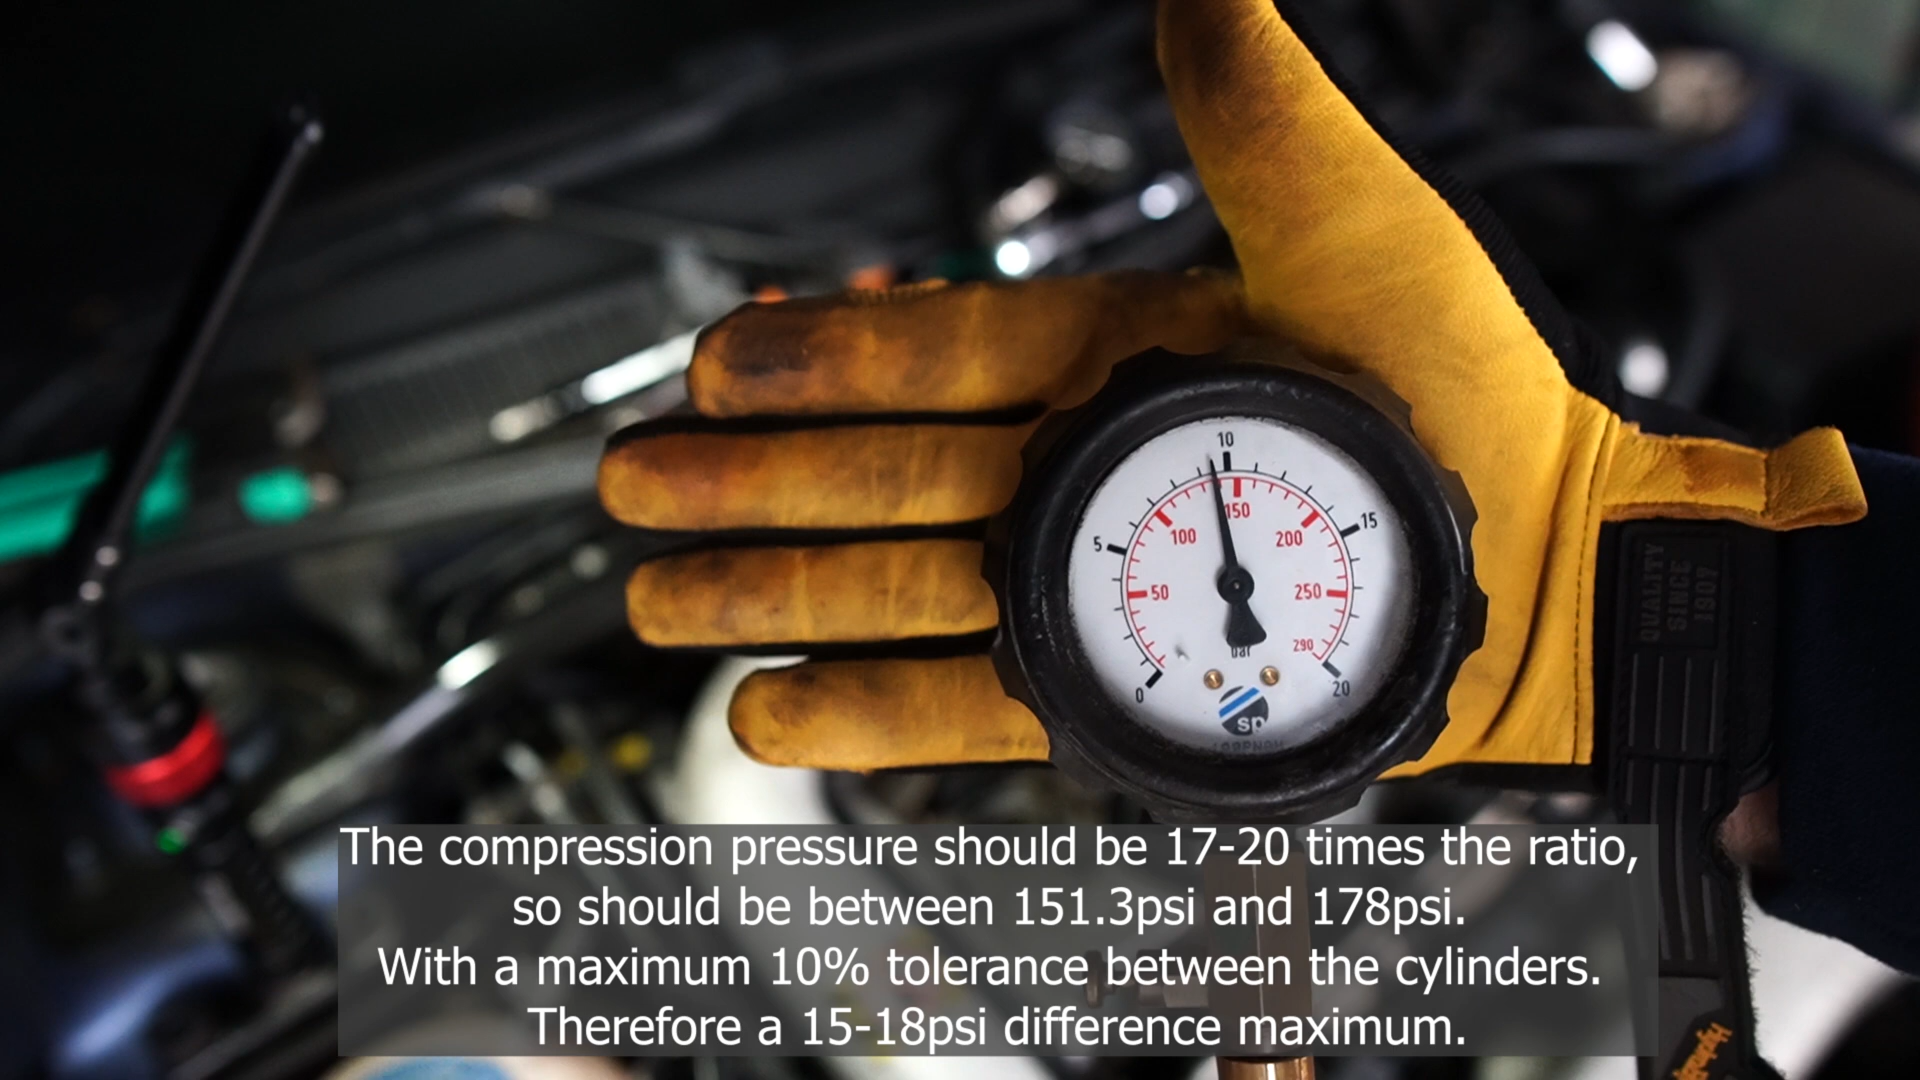 10
15
5
150
100
200
50
250
bar
290
0
20
sp
QUALITY
SINCE
1907
The compression pressure should be 17-20 times the ratio,
so should be between 151.3psi and 178psi.
With a maximum 10% tolerance between the cylinders.
Therefore a 15-18psi difference maximum.